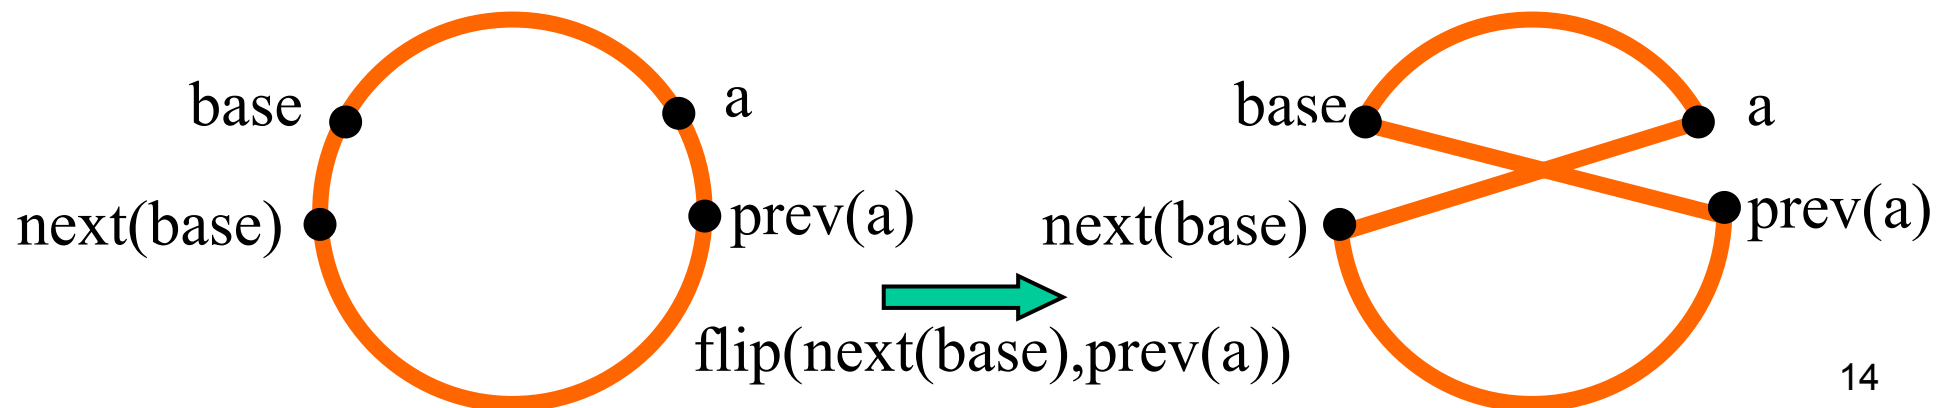 base
a
next(base)
prev(a)
flip(next(base),prev(a))
base
a
next(base)
prev(a)
14